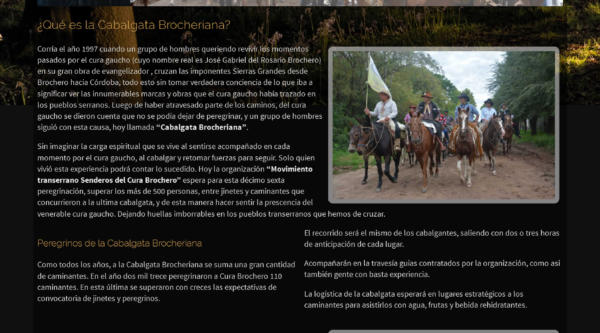 ¿Qué es la Cabalgata Brocheriana?
Corría el año 1997 cuando un grupo de hombres queriendo revivir los momentos
pasados por el cura gaucho (cuyo nombre real es José Gabriel del Rosario Brochero)
en su gran obra de evangelizador , cruzan las imponentes Sierras Grandes desde
Brochero hacia Córdoba, todo esto sin tomar verdadera conciencia de lo que iba a
significar ver las innumerables marcas y obras que el cura gaucho había trazado en
los pueblos serranos. Luego de haber atravesado parte de los caminos, del cura
gaucho se dieron cuenta que no se podía dejar de peregrinar, y un grupo de hombres
siguió con esta causa, hoy llamada “Cabalgata Brocheriana”.
Sin imaginar la carga espiritual que se vive al sentirse acompañado en cada
momento por el cura gaucho, al cabalgar y retomar fuerzas para seguir. Solo quien
vivió esta experiencia podrá contar lo sucedido. Hoy la organización “Movimiento
transerrano Senderos del Cura Brochero” espera para esta décimo sexta
peregrinación, superar los más de 500 personas, entre jinetes y caminantes que
concurrieron a la ultima cabalgata, y de esta manera hacer sentir la prescencia del
venerable cura gaucho. Dejando huellas imborrables en los pueblos transerranos que hemos de cruzar.
Peregrinos de la Cabalgata Brocheriana
Como todos los años, a la Cabalgata Brocheriana se suma una gran cantidad
de caminantes. En el año dos mil trece peregrinaron a Cura Brochero 110
caminantes. En esta última se superaron con creces las expectativas de
convocatoria de jinetes y peregrinos.
El recorrido será el mismo de los cabalgantes, saliendo con dos o tres horas
de anticipación de cada lugar.
Acompañarán en la travesía guías contratados por la organización, como así
también gente con basta experiencia.
La logística de la cabalgata esperará en lugares estratégicos a los
caminantes para asistirlos con agua, frutas y bebida rehidratantes.